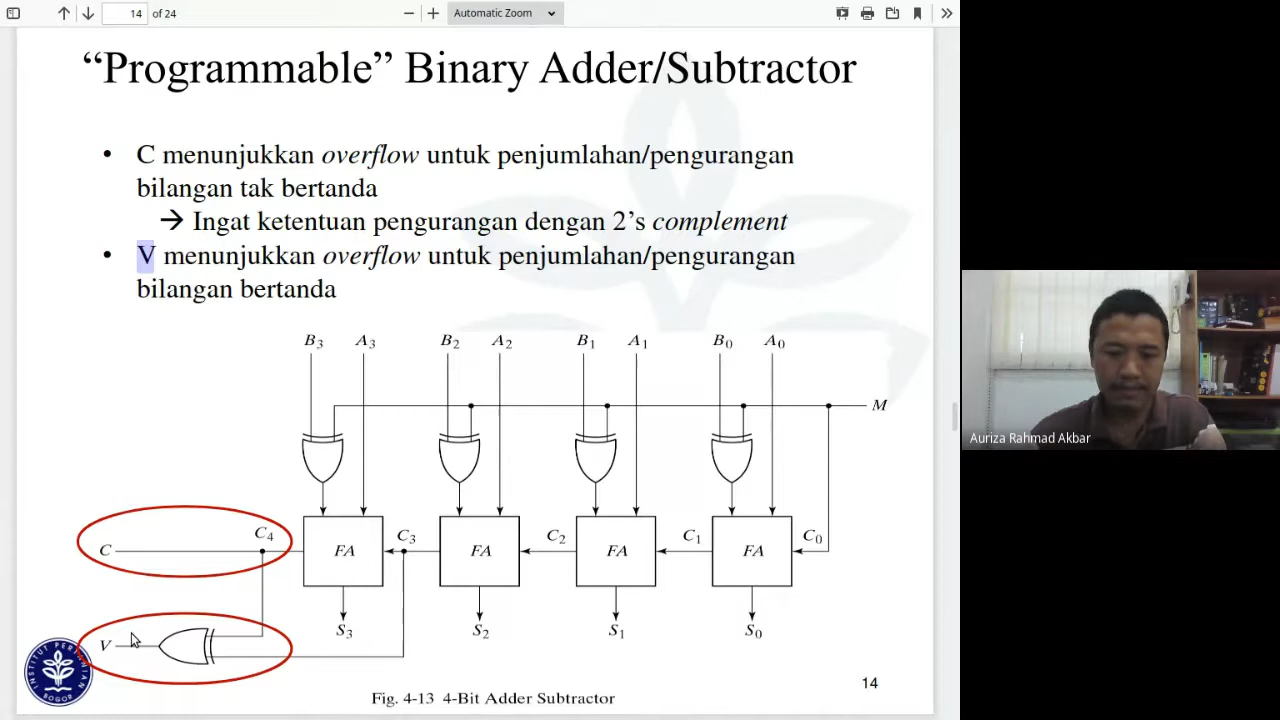 14 of 24
Automatic Zoom
“Programmable” Binary Adder/Subtractor
• C menunjukkan overflow untuk penjumlahan/pengurangan
bilangan tak bertanda
→ Ingat ketentuan pengurangan dengan 2’s complement
• V menunjukkan overflow untuk penjumlahan/pengurangan
bilangan bertanda
B3 A3 B2 A2 B1 A1 B0 A0
M
C C4 FA C3 FA C2 FA C1 FA C0
S3 S2 S1 S0
V
INSTITUT PERTANIAN BOGOR
Fig. 4-13 4-Bit Adder Subtractor
14
Auriza Rahmad Akbar